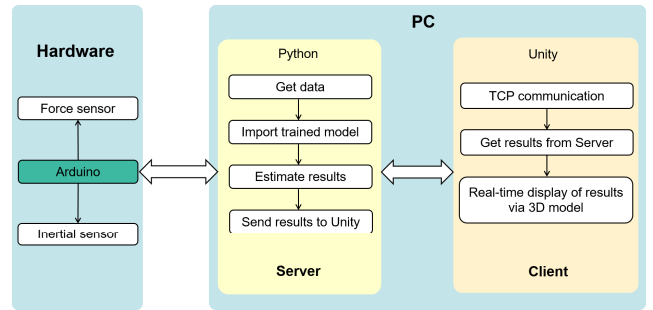 Hardware
Force sensor
Arduino
Inertial sensor
PC
Python
Get data
Import trained model
Estimate results
Send results to Unity
Server
Unity
TCP communication
Get results from Server
Real-time display of results
via 3D model
Client